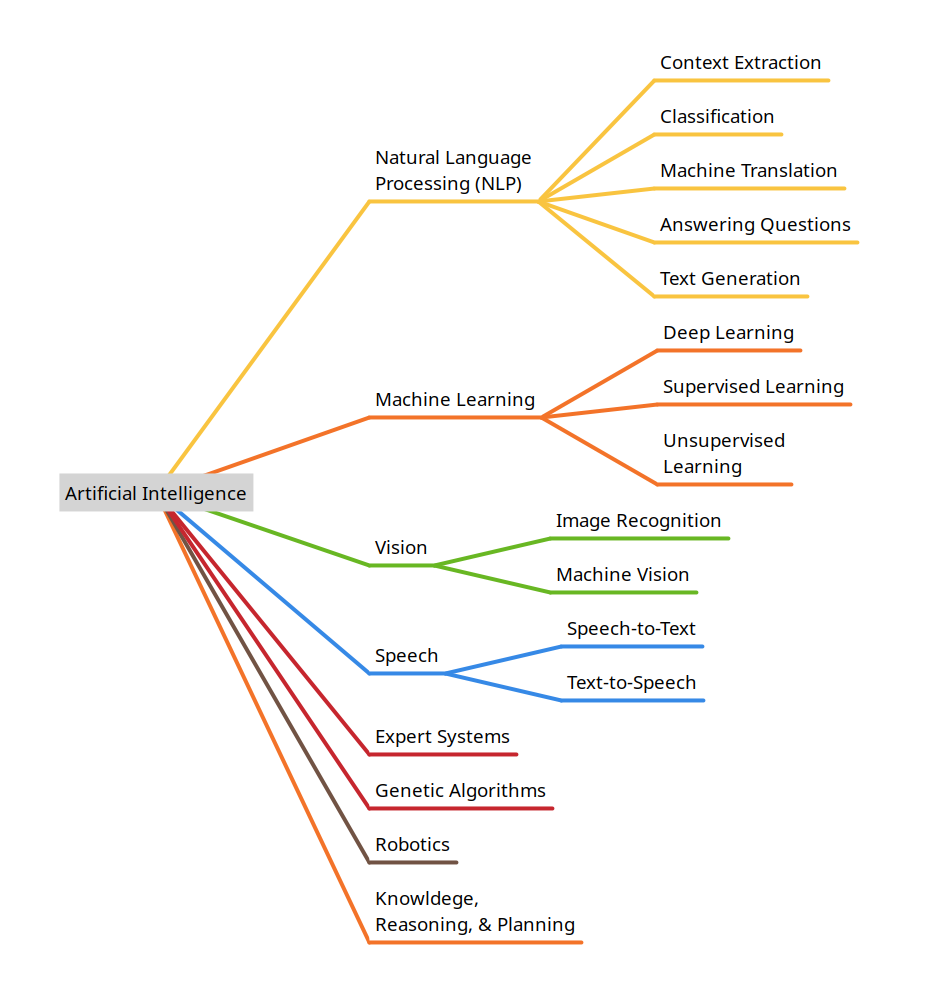 Context Extraction
Classification
Natural Language
Processing (NLP)
Machine Translation
Answering Questions
Text Generation
Deep Learning
Machine Learning
Supervised Learning
Unsupervised
Learning
Artificial Intelligence
Image Recognition
Vision
Machine Vision
Speech-to-Text
Speech
Text-to-Speech
Expert Systems
Genetic Algorithms
Robotics
Knowldege,
Reasoning, & Planning